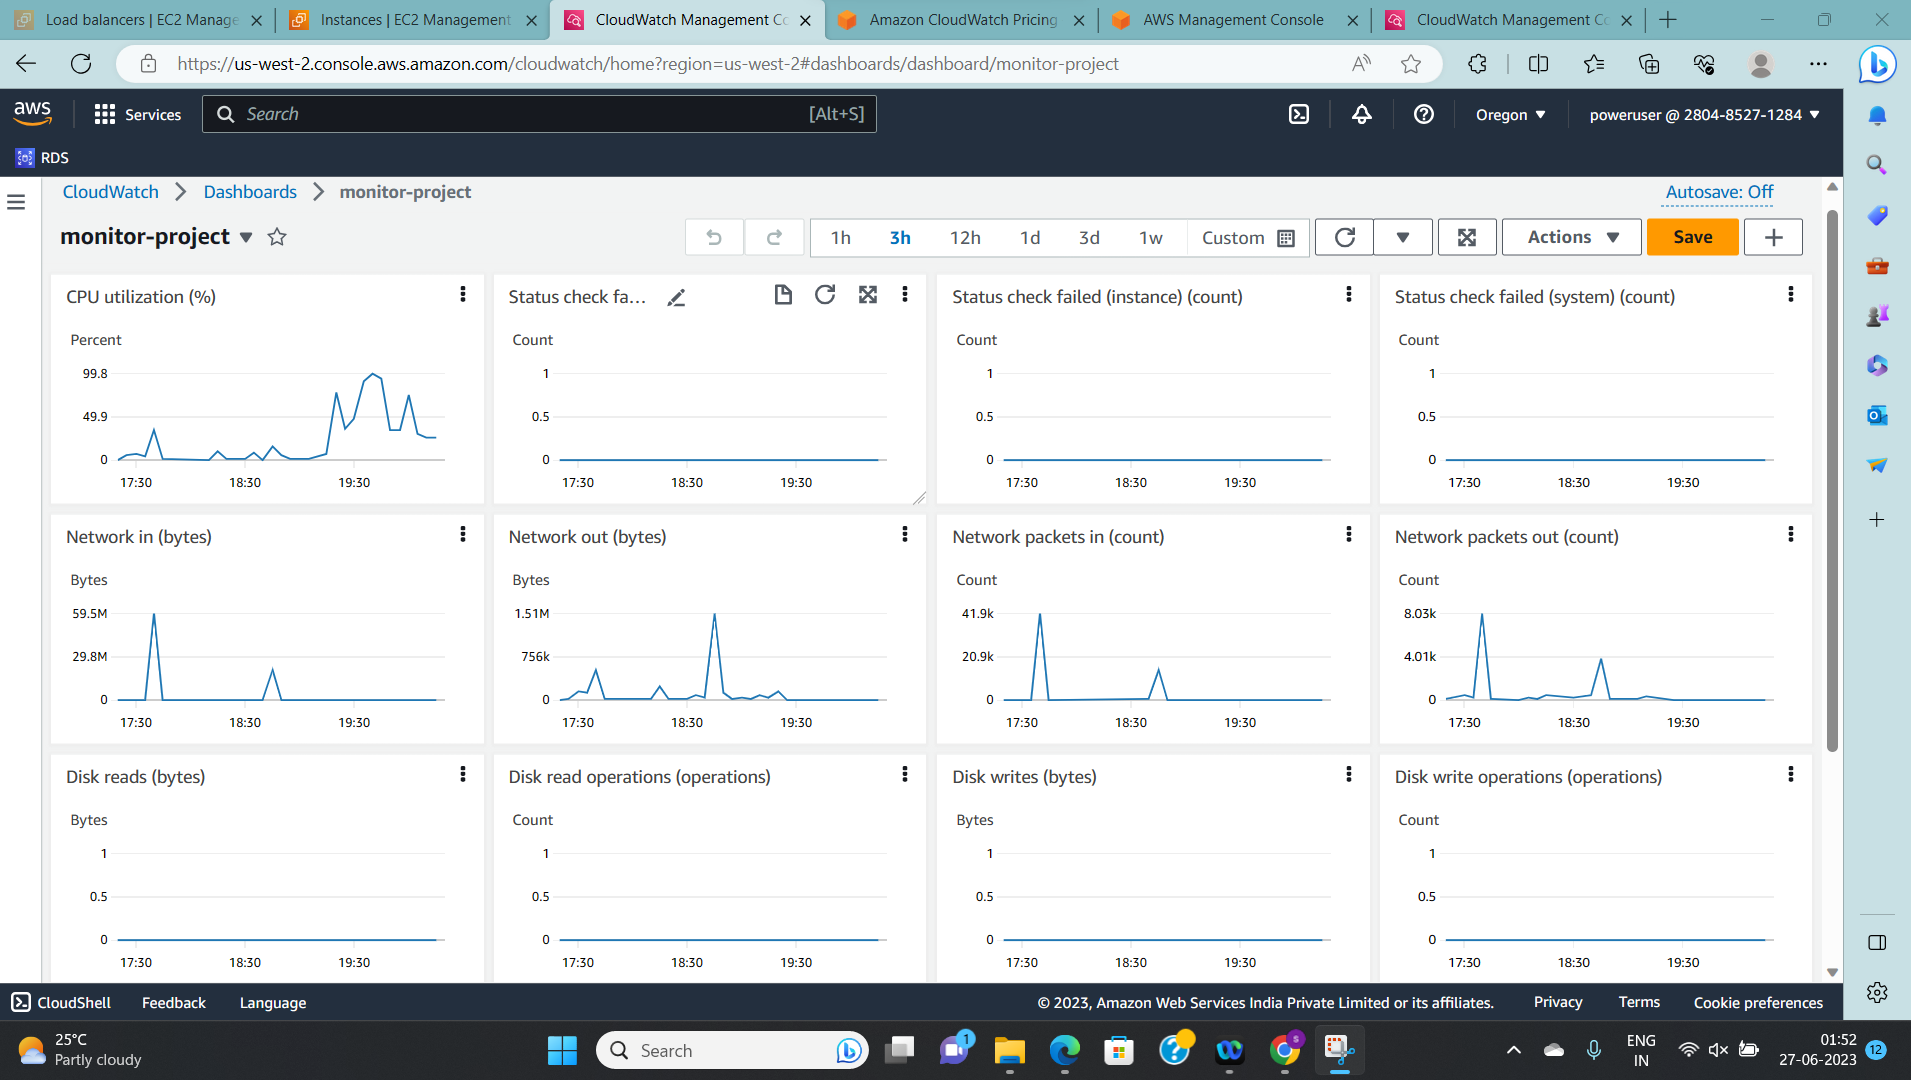 Load balancers | EC2 Manage
Instances | EC2 Management
CloudWatch Management Co
Amazon CloudWatch Pricing
AWS Management Console
CloudWatch Management Co
https://us-west-2.console.aws.amazon.com/cloudwatch/home?region=us-west-2#dashboards/dashboard/monitor-project
aws
Services
Search
[Alt+S]
Oregon
poweruser @ 2804-8527-1284
RDS
CloudWatch
Dashboards
monitor-project
Autosave: Off
monitor-project
1h
3h
12h
1d
3d
1w
Custom
Actions
Save
CPU utilization (%)
Percent
99.8
49.9
0
17:30
18:30
19:30
Status check fa...
Count
1
0.5
0
17:30
18:30
19:30
Status check failed (instance) (count)
Count
1
0.5
0
17:30
18:30
19:30
Status check failed (system) (count)
Count
1
0.5
0
17:30
18:30
19:30
Network in (bytes)
Bytes
59.5M
29.8M
0
17:30
18:30
19:30
Network out (bytes)
Bytes
1.51M
756k
0
17:30
18:30
19:30
Network packets in (count)
Count
41.9k
20.9k
0
17:30
18:30
19:30
Network packets out (count)
Count
8.03k
4.01k
0
17:30
18:30
19:30
Disk reads (bytes)
Bytes
1
0.5
0
17:30
18:30
19:30
Disk read operations (operations)
Count
1
0.5
0
17:30
18:30
19:30
Disk writes (bytes)
Bytes
1
0.5
0
17:30
18:30
19:30
Disk write operations (operations)
Count
1
0.5
0
17:30
18:30
19:30
CloudShell
Feedback
Language
© 2023, Amazon Web Services India Private Limited or its affiliates.
Privacy
Terms
Cookie preferences
25°C
Partly cloudy
Search
1
S
ENG
IN
01:52
27-06-2023
12